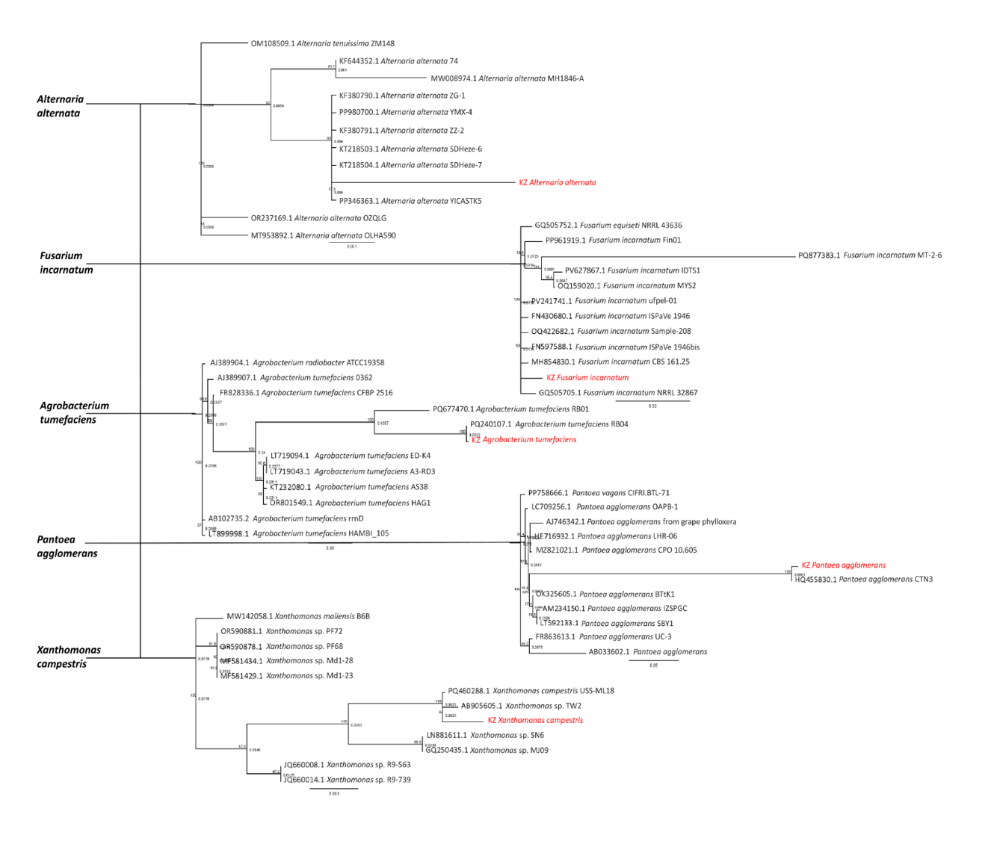 OM108509.1 Alternaria tenuissima ZM148
KF644352.1 Alternaria alternata 74
MW008974.1 Alternaria alternata MH1846-A
Alternaria
alternata
KF380790.1 Alternaria alternata ZG-1
PP980700.1 Alternaria alternata YMX-4
KF380791.1 Alternaria alternata ZZ-2
KT218503.1 Alternaria alternata SDHeze-6
KT218504.1 Alternaria alternata SDHeze-7
KZ Alternaria alternata
PP346363.1 Alternaria alternata YICASTK5
OR237169.1 Alternaria alternata OZQLG
MT953892.1 Alternaria alternata OLHA590
0.001
Fusarium
incarnatum
GQ505752.1 Fusarium equiseti NRRL 43636
PP961919.1 Fusarium incarnatum Fin01
PQ877383.1 Fusarium incarnatum MT-2-6
PV627867.1 Fusarium incarnatum IDTS1
OQ159020.1 Fusarium incarnatum MYS2
PV241741.1 Fusarium incarnatum ufpel-01
FN430680.1 Fusarium incarnatum ISPaVe 1946
OQ422682.1 Fusarium incarnatum Sample-208
FN597588.1 Fusarium incarnatum ISPaVe 1946bis
MH854830.1 Fusarium incarnatum CBS 161.25
KZ Fusarium incarnatum
GQ505705.1 Fusarium incarnatum NRRL 32867
0.02
Agrobacterium
tumefaciens
AJ389904.1 Agrobacterium radiobacter ATCC19358
AJ389907.1 Agrobacterium tumefaciens 0362
FR828336.1 Agrobacterium tumefaciens CFBP 2516
PQ677470.1 Agrobacterium tumefaciens RB01
PQ240107.1 Agrobacterium tumefaciens RB04
KZ Agrobacterium tumefaciens
LT719094.1 Agrobacterium tumefaciens ED-K4
LT719043.1 Agrobacterium tumefaciens A3-RD3
KT232080.1 Agrobacterium tumefaciens AS38
OR801549.1 Agrobacterium tumefaciens HAG1
AB102735.2 Agrobacterium tumefaciens rrnD
LT899998.1 Agrobacterium tumefaciens HAMBI_105
0.06
Pantoea
agglomerans
PP758666.1 Pantoea vagans CIFRI.BTL-71
LC709256.1 Pantoea agglomerans OAPB-1
AJ746342.1 Pantoea agglomerans from grape phylloxera
HF716932.1 Pantoea agglomerans LHR-06
MZ821021.1 Pantoea agglomerans CPO 10.605
KZ Pantoea agglomerans
HQ455830.1 Pantoea agglomerans CTN3
OK325605.1 Pantoea agglomerans BTtK1
AM234150.1 Pantoea agglomerans IZSPGC
LT592133.1 Pantoea agglomerans SBY1
FR863613.1 Pantoea agglomerans UC-3
AB033602.1 Pantoea agglomerans
0.05
Xanthomonas
campestris
MW142058.1 Xanthomonas maliensis B6B
OR590881.1 Xanthomonas sp. PF72
OR590878.1 Xanthomonas sp. PF68
MF581434.1 Xanthomonas sp. Md1-28
MF581429.1 Xanthomonas sp. Md1-23
PQ460288.1 Xanthomonas campestris USS-ML18
AB905605.1 Xanthomonas sp. TW2
KZ Xanthomonas campestris
LN881611.1 Xanthomonas sp. SN6
GQ250435.1 Xanthomonas sp. MJ09
JQ660008.1 Xanthomonas sp. R9-563
JQ660014.1 Xanthomonas sp. R9-739
0.003